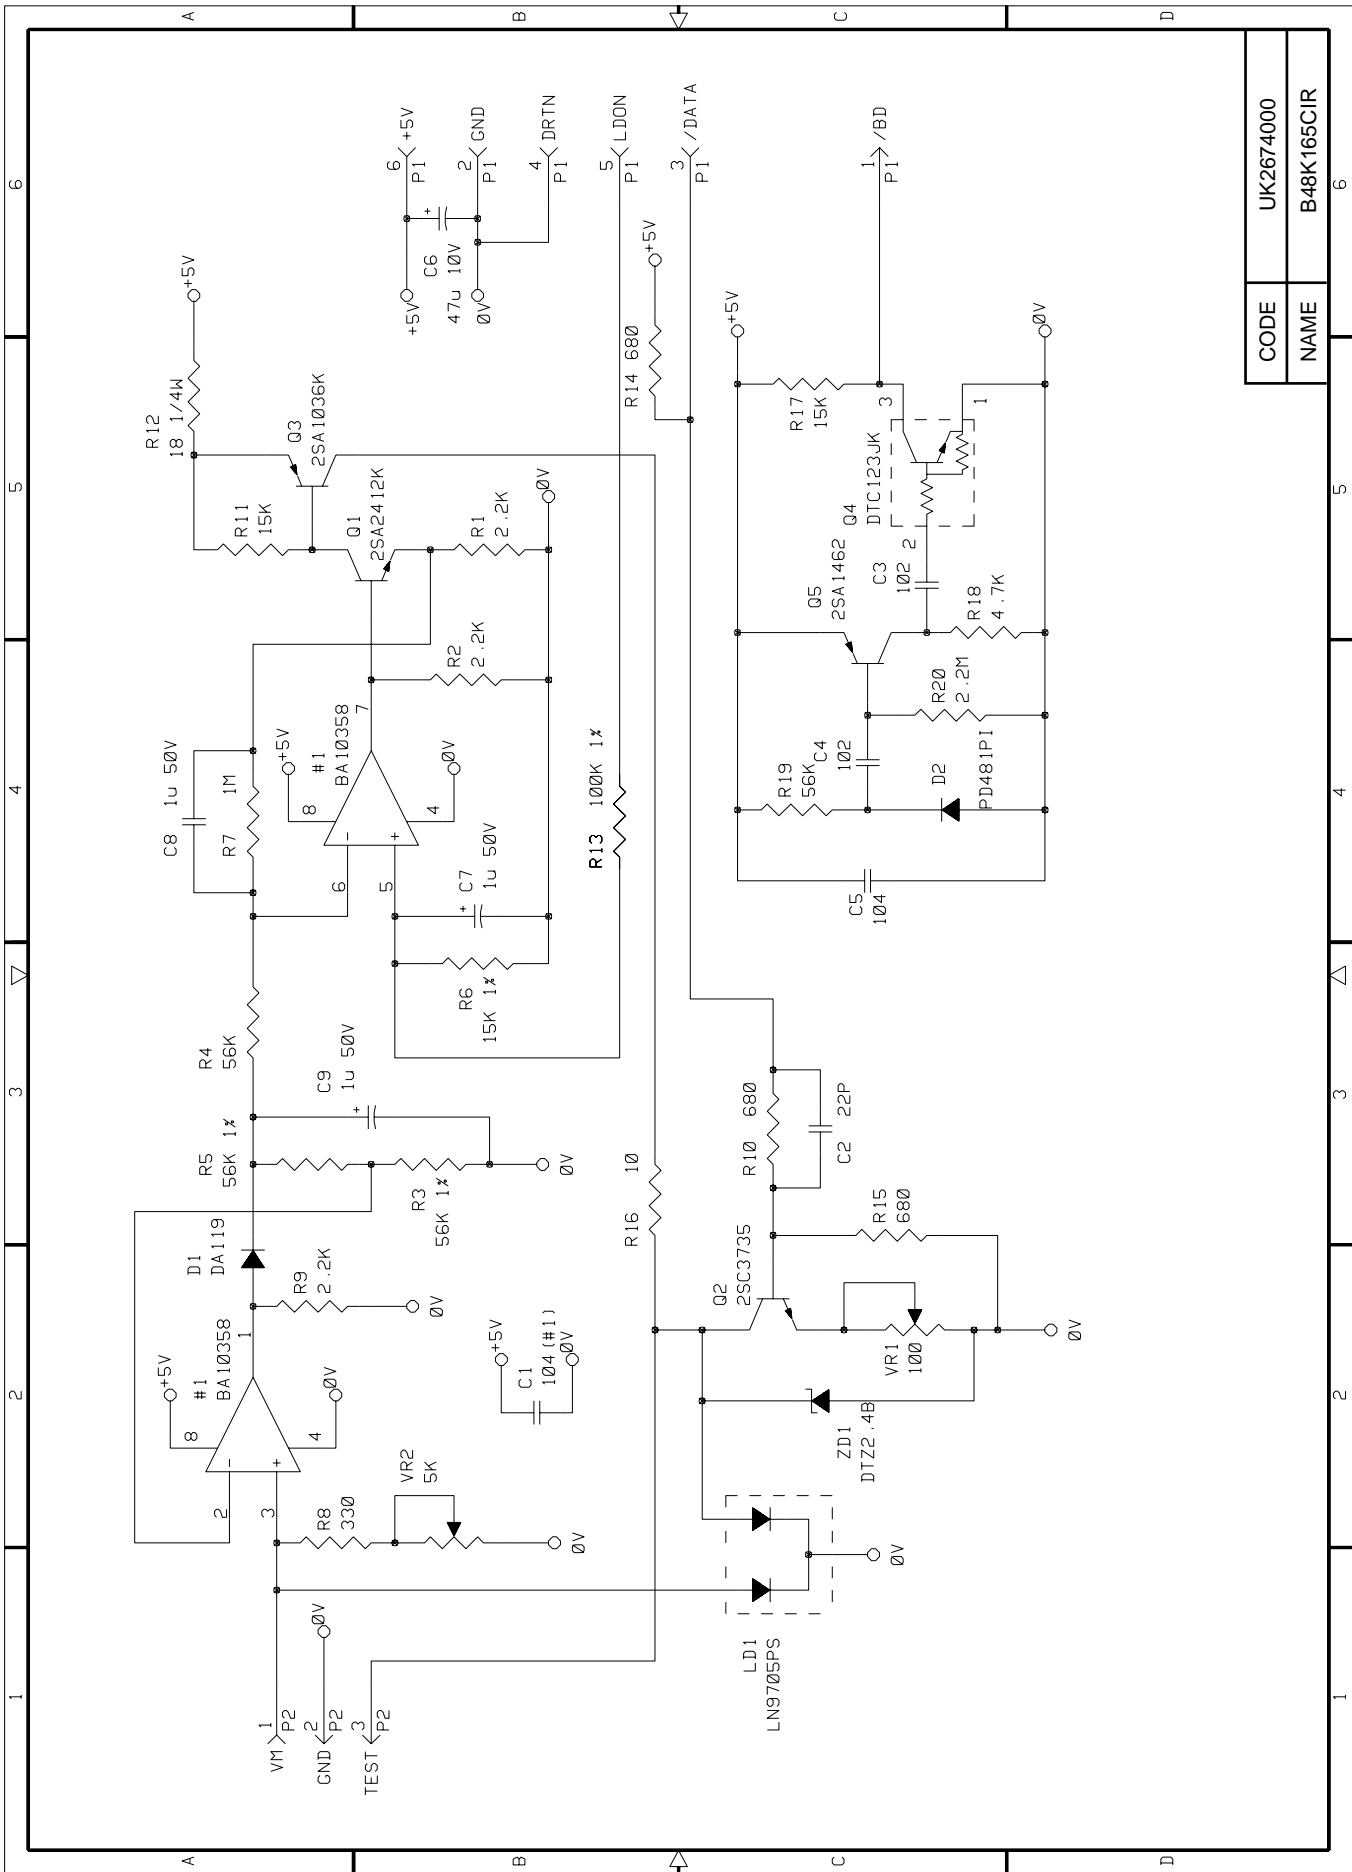 1
2
3
4
5
6
A
B
C
D
A
B
C
D
1
2
3
4
5
6
VM
1
P2
GND
2
P2
0V
TEST
3
P2
+5V
#1
BA10358
8
2
3
1
4
0V
R8
330
VR2
5K
0V
D1
DA119
R9
2.2K
0V
R5
56K 1%
R3
56K 1%
0V
C9
1u 50V
R4
56K
C8
1u 50V
R7
1M
+5V
#1
BA10358
8
6
5
7
4
0V
C7
1u 50V
R6
15K 1%
R2
2.2K
R1
2.2K
0V
Q1
2SA2412K
R11
15K
Q3
2SA1036K
R12
18 1/4W
+5V
+5V
6
P1
+5V
C6
47u 10V
0V
2
P1
GND
4
P1
DRTN
5
P1
LDON
3
P1
/DATA
R13
100K 1%
R14 680
+5V
C1
104(#1)
+5V
0V
R16
10
Q2
2SC3735
R10
680
C2
22P
R15
680
VR1
100
0V
ZD1
DTZ2.4B
LD1
LN9705PS
0V
C5
104
R19
56K
C4
102
D2
PD481PI
R20
2.2M
Q5
2SA1462
R18
4.7K
C3
102
2
Q4
DTC123JK
3
1
R17
15K
+5V
0V
1
P1
/BD
CODE
UK2674000
NAME
B48K165CIR